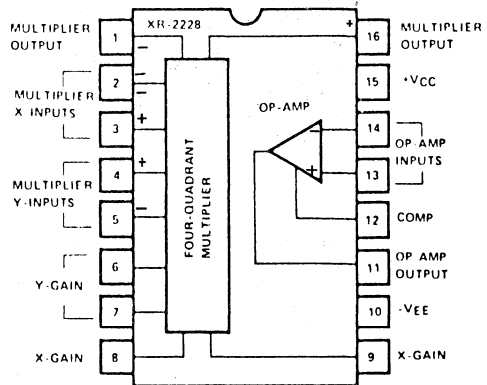 XR-2228
MULTIPLIER
OUTPUT
1
−
2
−
−
MULTIPLIER
X INPUTS
3
+
4
+
MULTIPLIER
Y-INPUTS
5
−
6
Y-GAIN
7
X-GAIN
8
FOUR-QUADRANT
MULTIPLIER
OP-AMP
−
+
+
16
MULTIPLIER
OUTPUT
15
+VCC
14
OP-AMP
INPUTS
13
12
COMP
11
OP AMP
OUTPUT
10
-VEE
9
X-GAIN